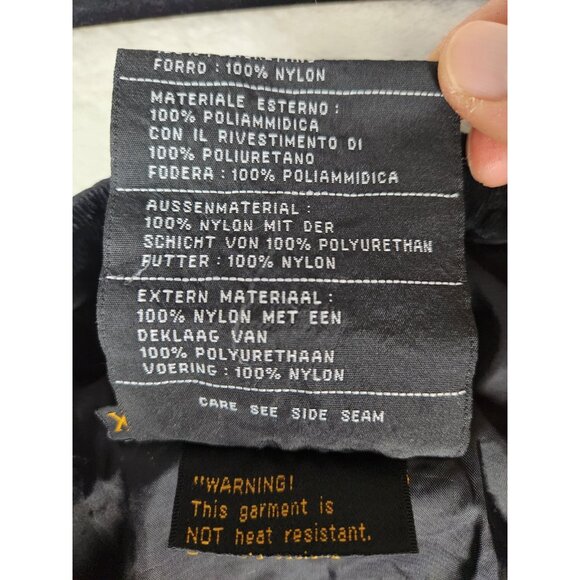 FORRO : 100% NYLON
MATERIALE ESTERNO :
100% POLIAMMIDICA
CON IL RIVESTIMENTO DI
100% POLIURETANO
FODERA : 100% POLIAMMIDICA
AUSSENMATERIAL :
100% NYLON MIT DER
SCHICHT VON 100% POLYURETHAN
FUTTER : 100% NYLON
EXTERN MATERIAAL :
100% NYLON MET EEN
DEKLAAG VAN
100% POLYURETHAAN
VOERING : 100% NYLON
CARE SEE SIDE SEAM
"WARNING!
This garment is
NOT heat resistant.